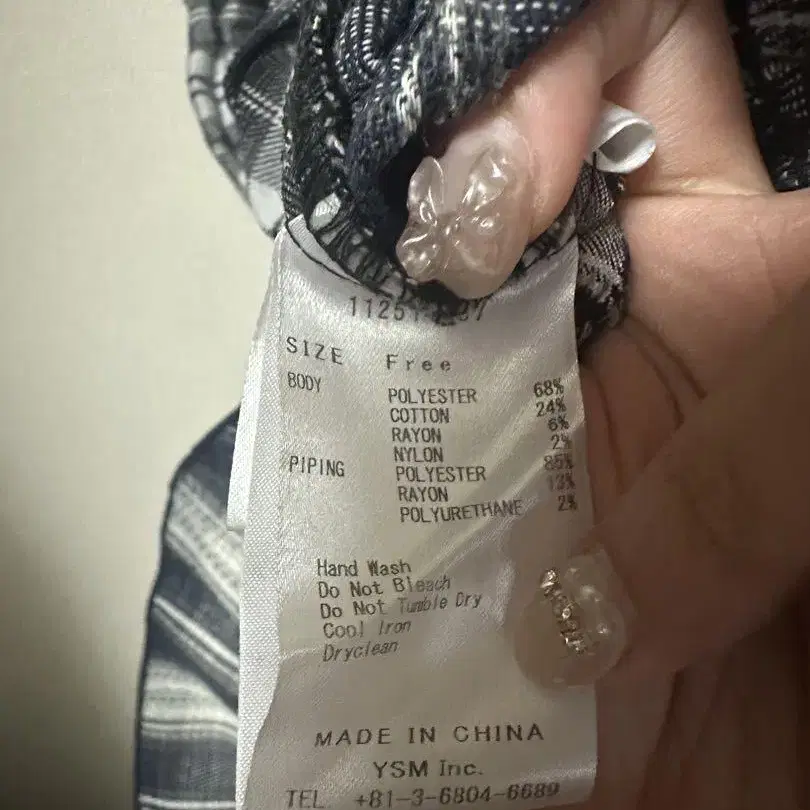 SIZE Free
BODY POLYESTER 68%
COTTON 24%
RAYON 6%
NYLON 2%
PIPING POLYESTER 85%
RAYON 13%
POLYURETHANE 2%
Hand Wash
Do Not Bleach
Do Not Tumble Dry
Cool Iron
Dryclean
MADE IN CHINA
YSM Inc.
TEL +81-3-6804-6689